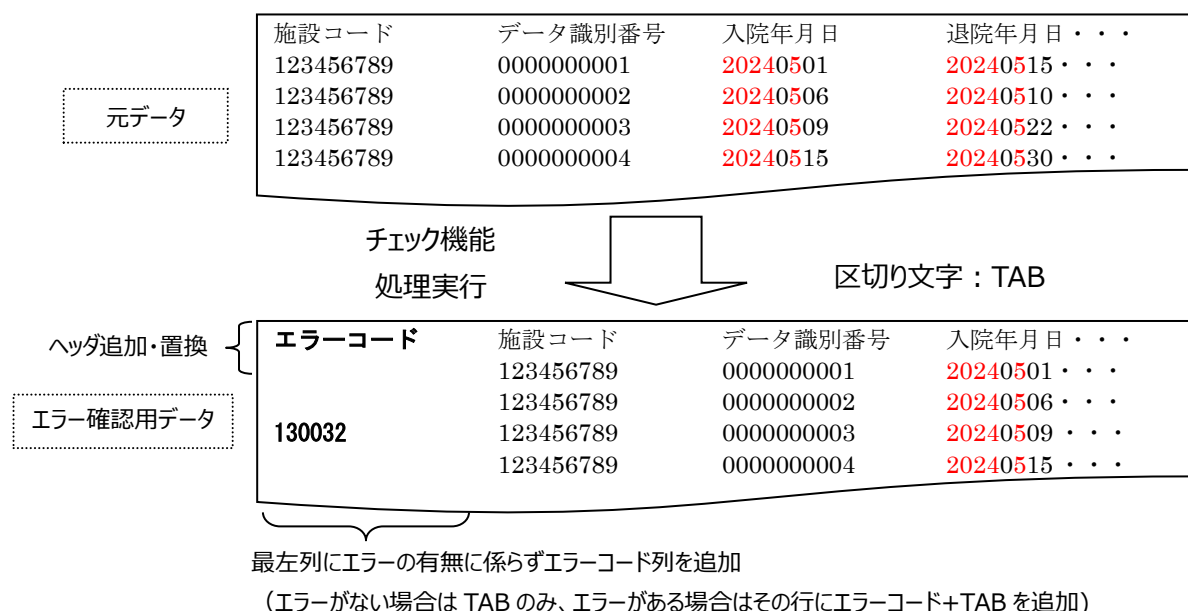 施設コード データ識別番号 入院年月日 退院年月日・・・
123456789 0000000001 20240501 20240515・・・
123456789 0000000002 20240506 20240510・・・
123456789 0000000003 20240509 20240522・・・
123456789 0000000004 20240515 20240530・・・
元データ
チェック機能
処理実行
区切り文字：TAB
ヘッダ追加・置換
エラーコード 施設コード データ識別番号 入院年月日・・・
123456789 0000000001 20240501・・・
123456789 0000000002 20240506・・・
130032 123456789 0000000003 20240509・・・
123456789 0000000004 20240515・・・
エラー確認用データ
最左列にエラーの有無に係らずエラーコード列を追加
（エラーがない場合は TAB のみ、エラーがある場合はその行にエラーコード+TAB を追加）